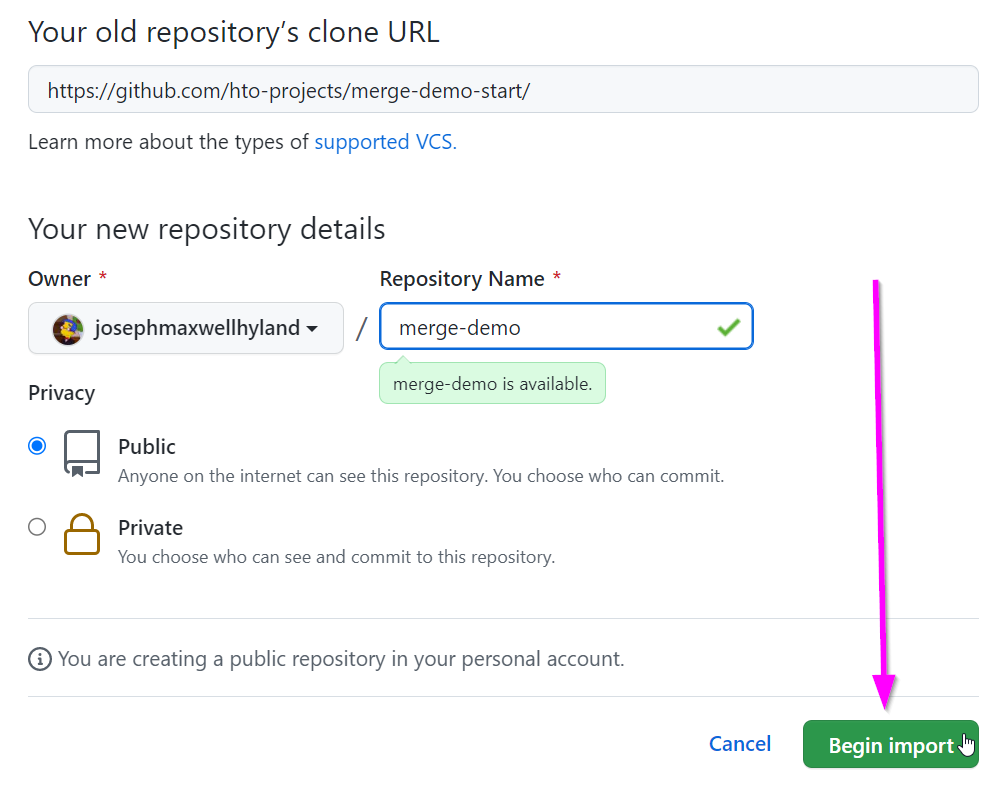 Your old repository's clone URL
https://github.com/hto-projects/merge-demo-start/
Learn more about the types of supported VCS.
Your new repository details
Owner *
Repository Name *
josephmaxwellhyland
/
merge-demo
merge-demo is available.
Privacy
Public
Anyone on the internet can see this repository. You choose who can commit.
Private
You choose who can see and commit to this repository.
You are creating a public repository in your personal account.
Cancel
Begin import